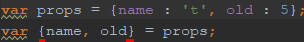 var props = {name : 't', old : 5};
var {name, old} = props;